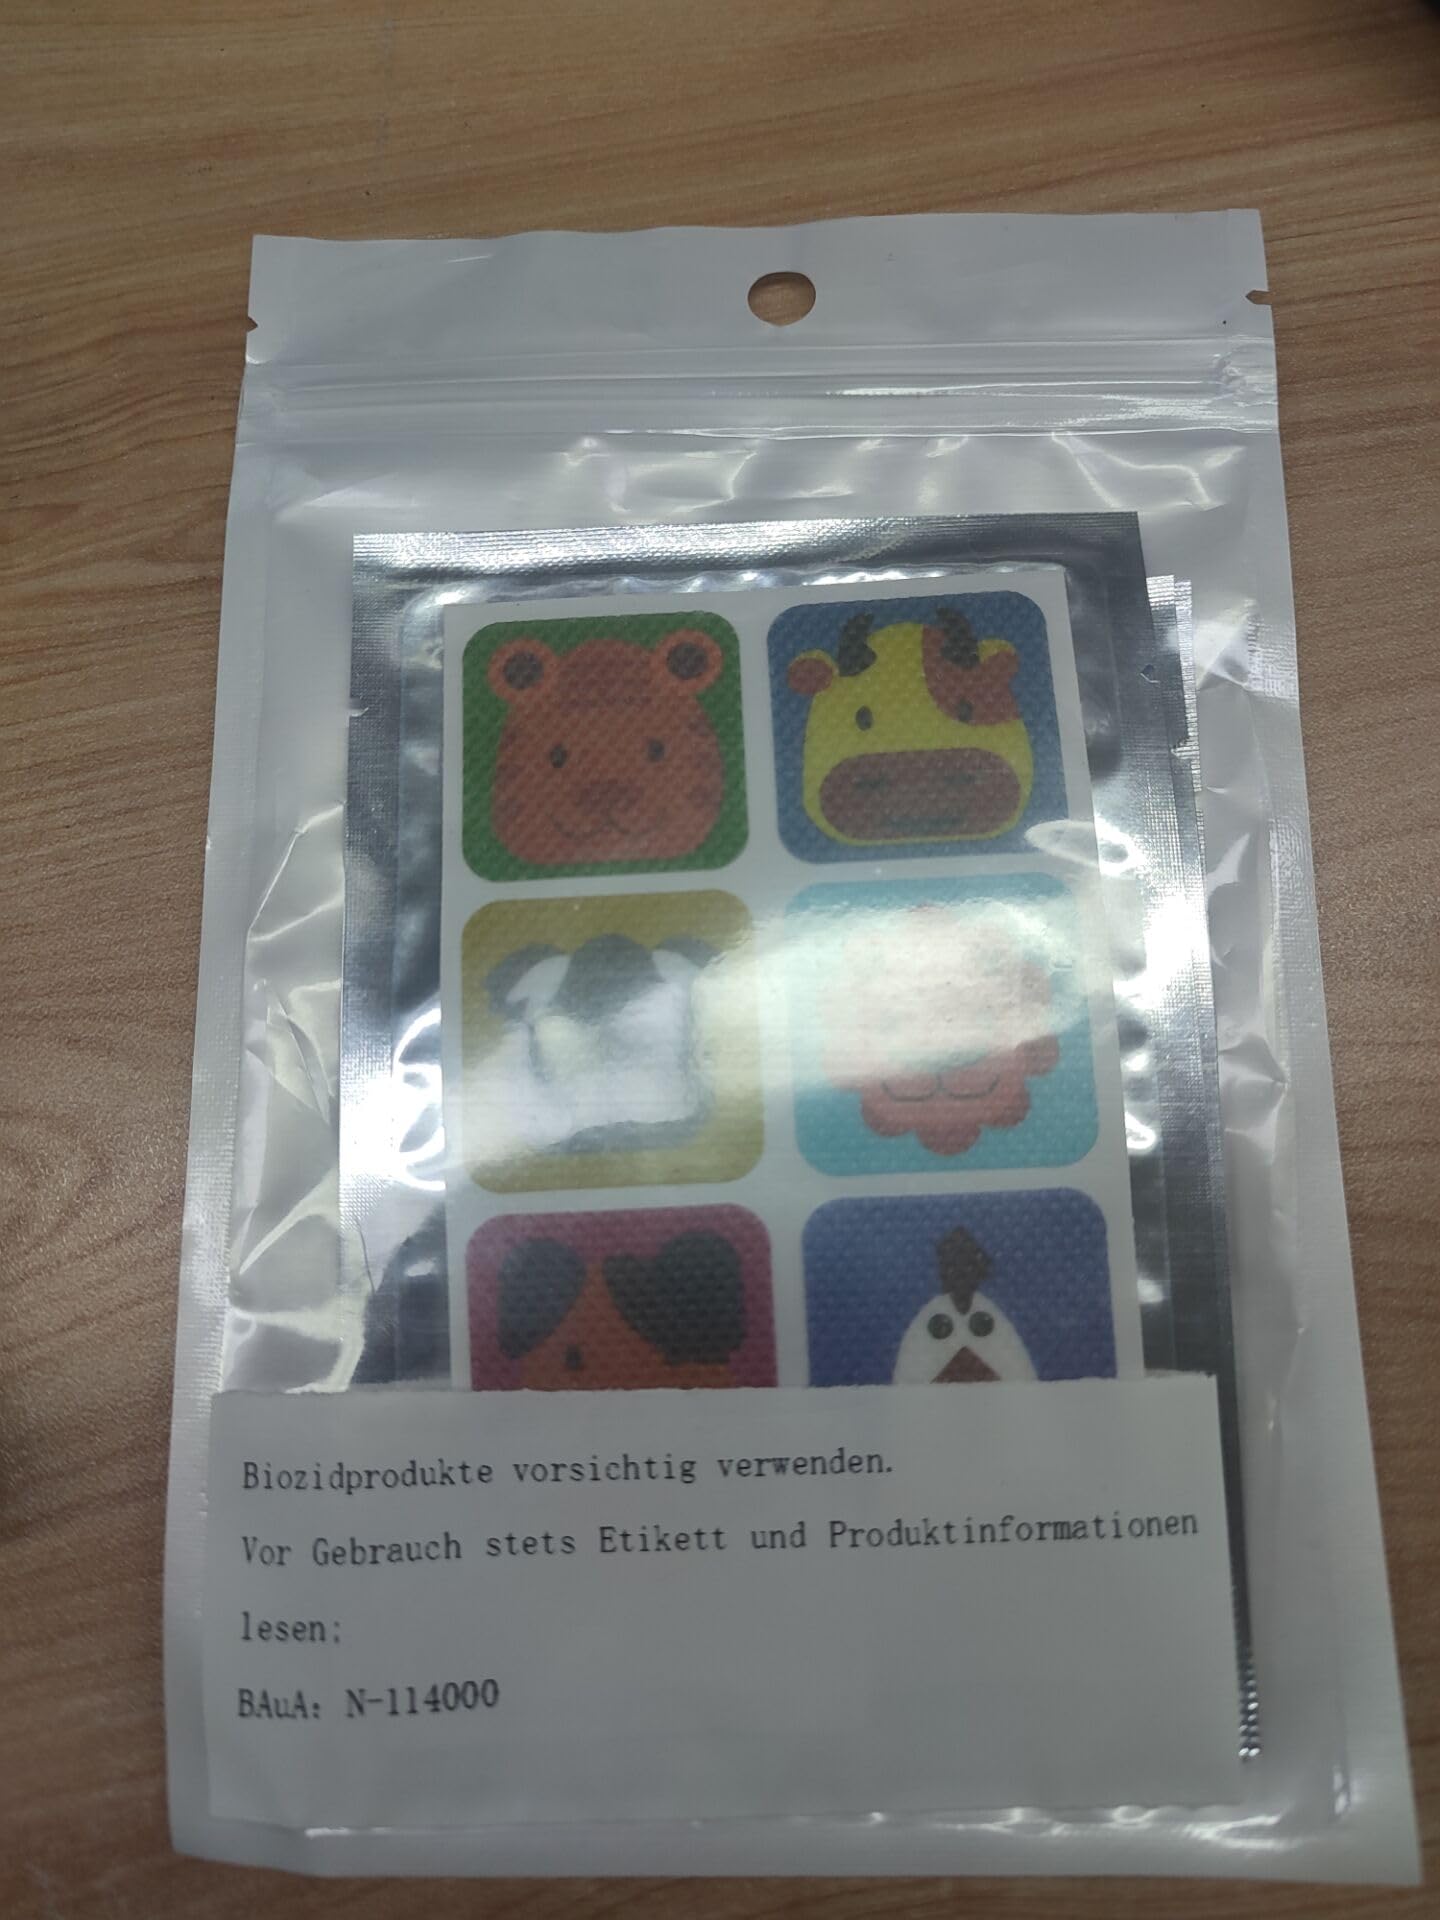 Biozidprodukte vorsichtig verwenden.
Vor Gebrauch stets Etikett und Produktinformationen
lesen;
BAuA: N-114000